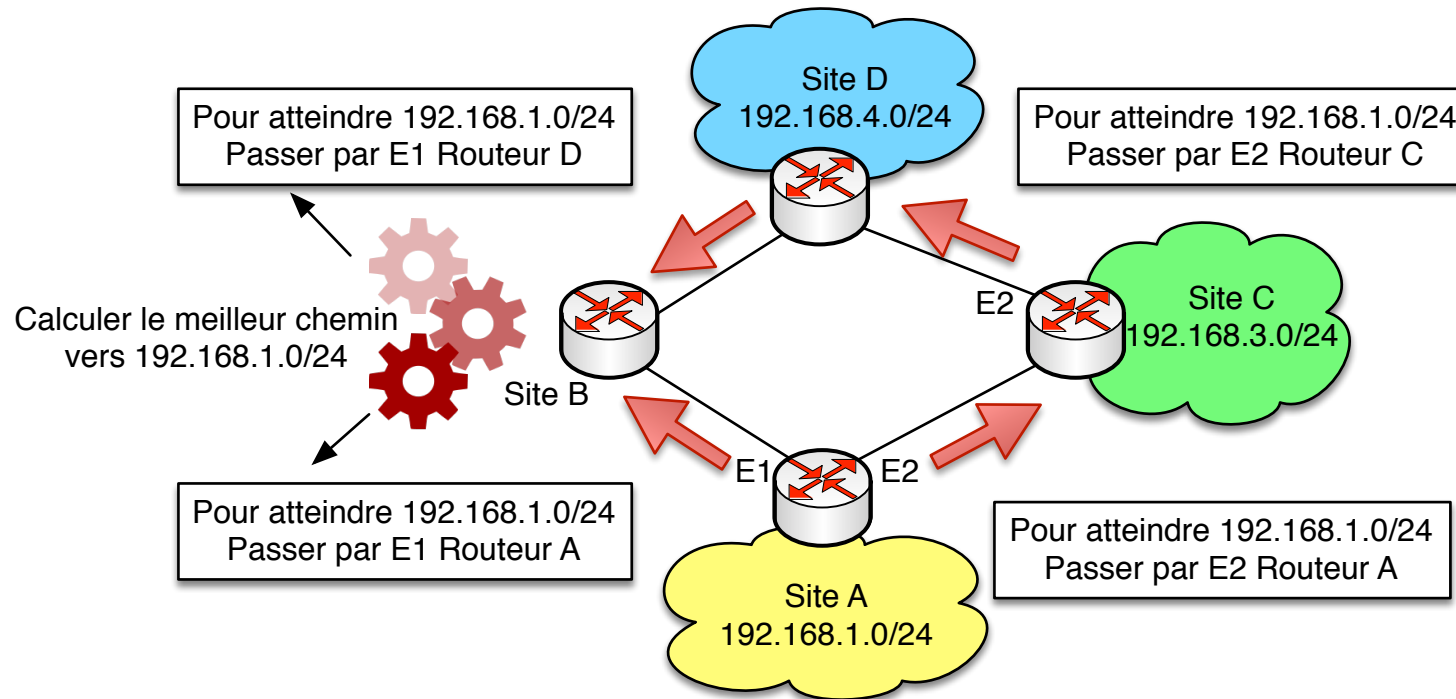 Site D
192.168.4.0/24
Pour atteindre 192.168.1.0/24
Passer par E1 Routeur D
Pour atteindre 192.168.1.0/24
Passer par E2 Routeur C
Calculer le meilleur chemin
vers 192.168.1.0/24
Site B
E2
Site C
192.168.3.0/24
E1
E2
Pour atteindre 192.168.1.0/24
Passer par E1 Routeur A
Pour atteindre 192.168.1.0/24
Passer par E2 Routeur A
Site A
192.168.1.0/24